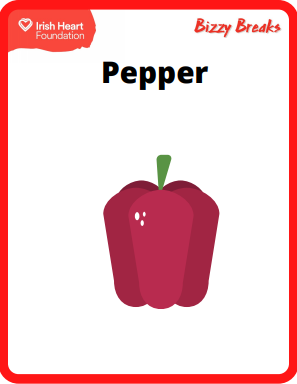 Irish Heart
Foundation
Bizzy Breaks
Pepper